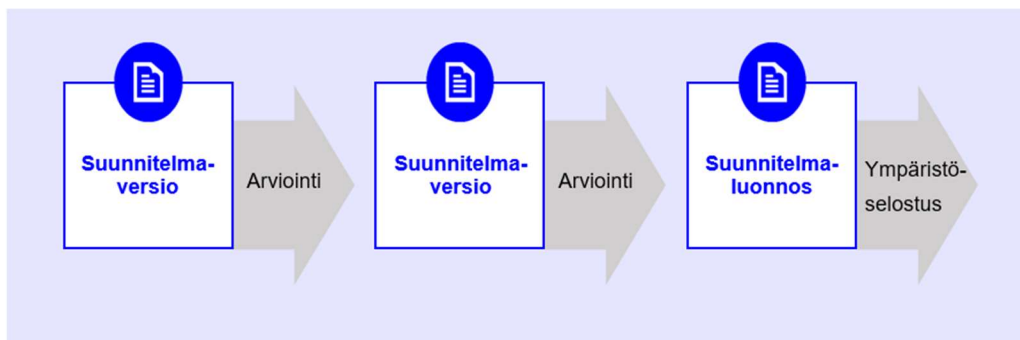 Suunnitelma-
versio
Arviointi
Suunnitelma-
versio
Arviointi
Suunnitelma-
luonnos
Ympäristö-
selostus